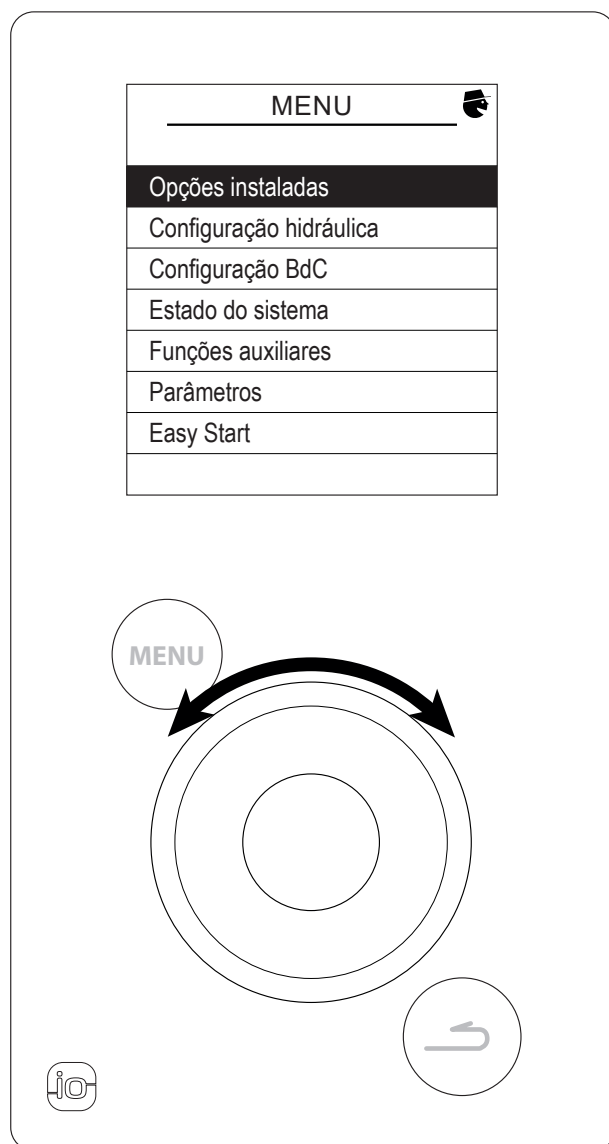 MENU
Opções instaladas
Configuração hidráulica
Configuração BdC
Estado do sistema
Funções auxiliares
Parâmetros
Easy Start
MENU
io